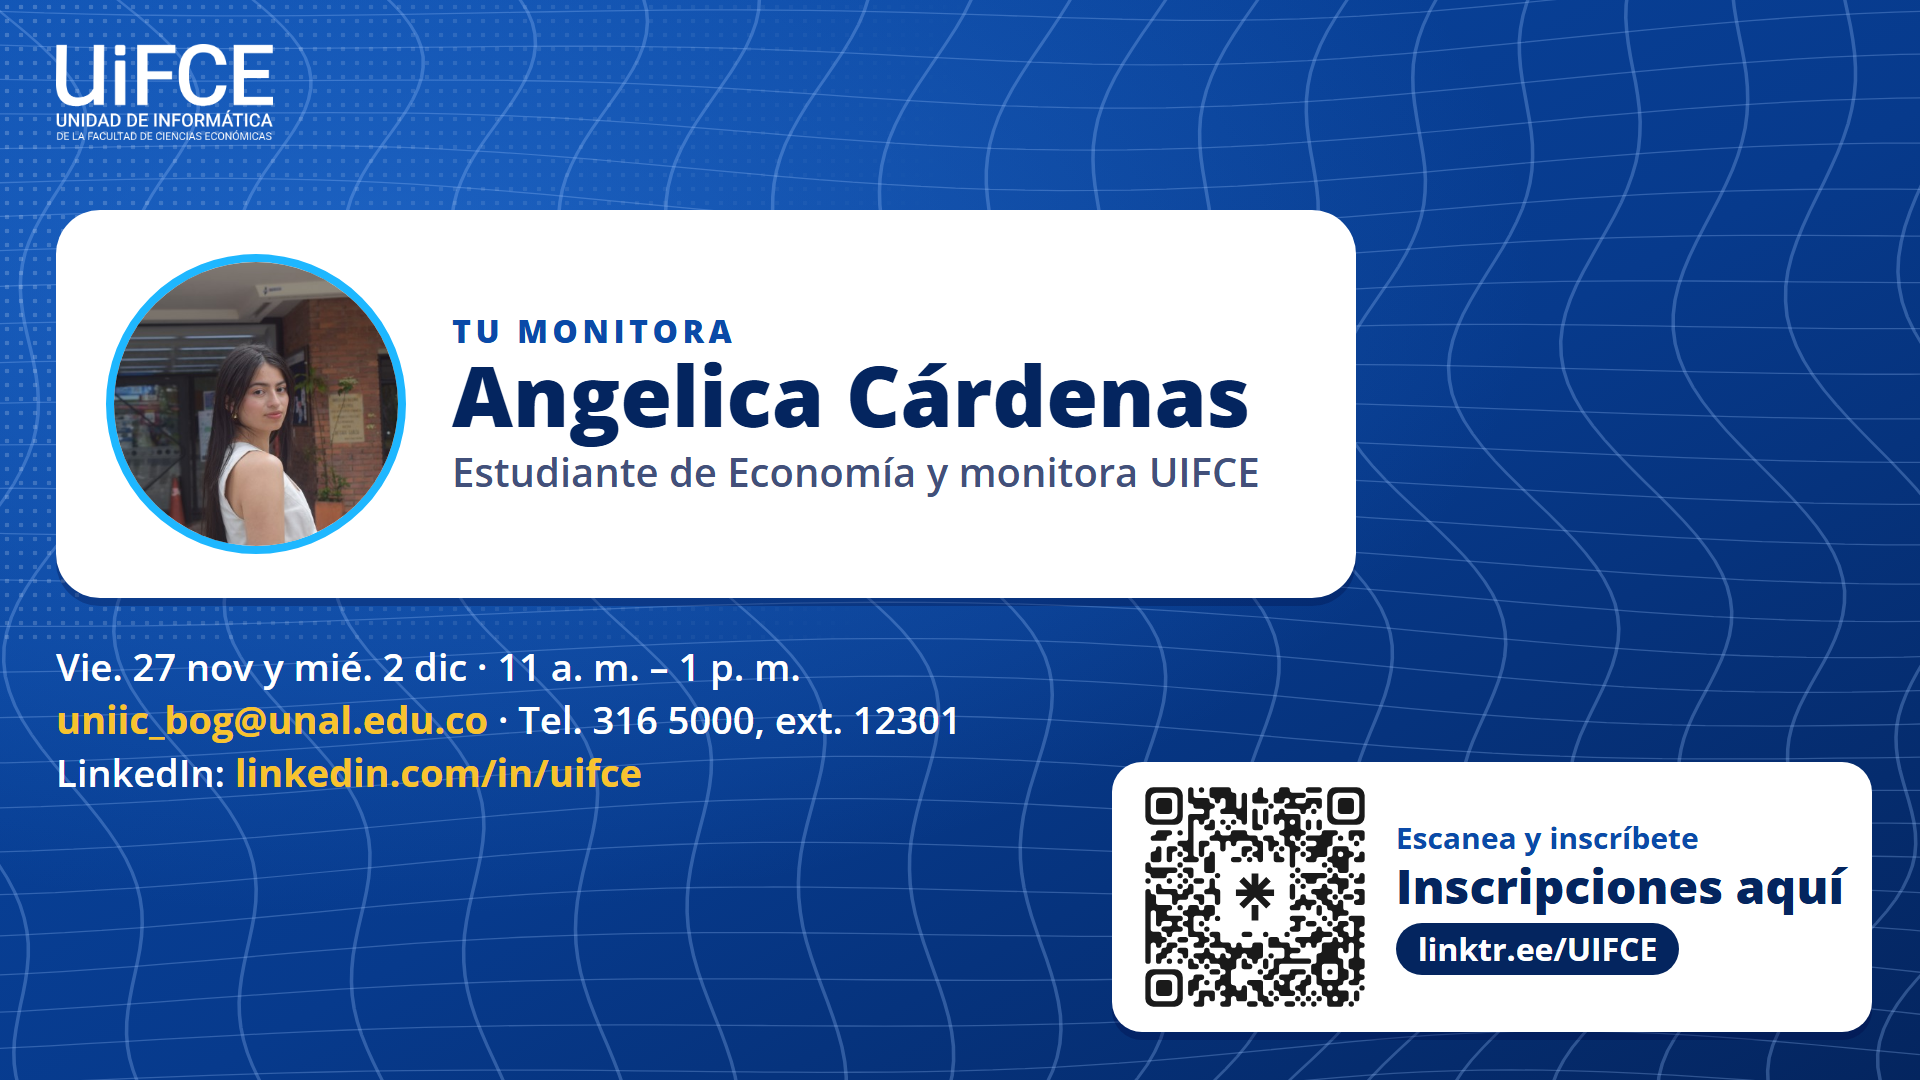 UiFCE
UNIDAD DE INFORMÁTICA
DE LA FACULTAD DE CIENCIAS ECONÓMICAS
TU MONITORA
Angelica Cárdenas
Estudiante de Economía y monitora UIFCE
Vie. 27 nov y mié. 2 dic · 11 a. m. – 1 p. m.
uniic_bog@unal.edu.co · Tel. 316 5000, ext. 12301
LinkedIn: linkedin.com/in/uifce
Escanea y inscríbete
Inscripciones aquí
linktr.ee/UIFCE